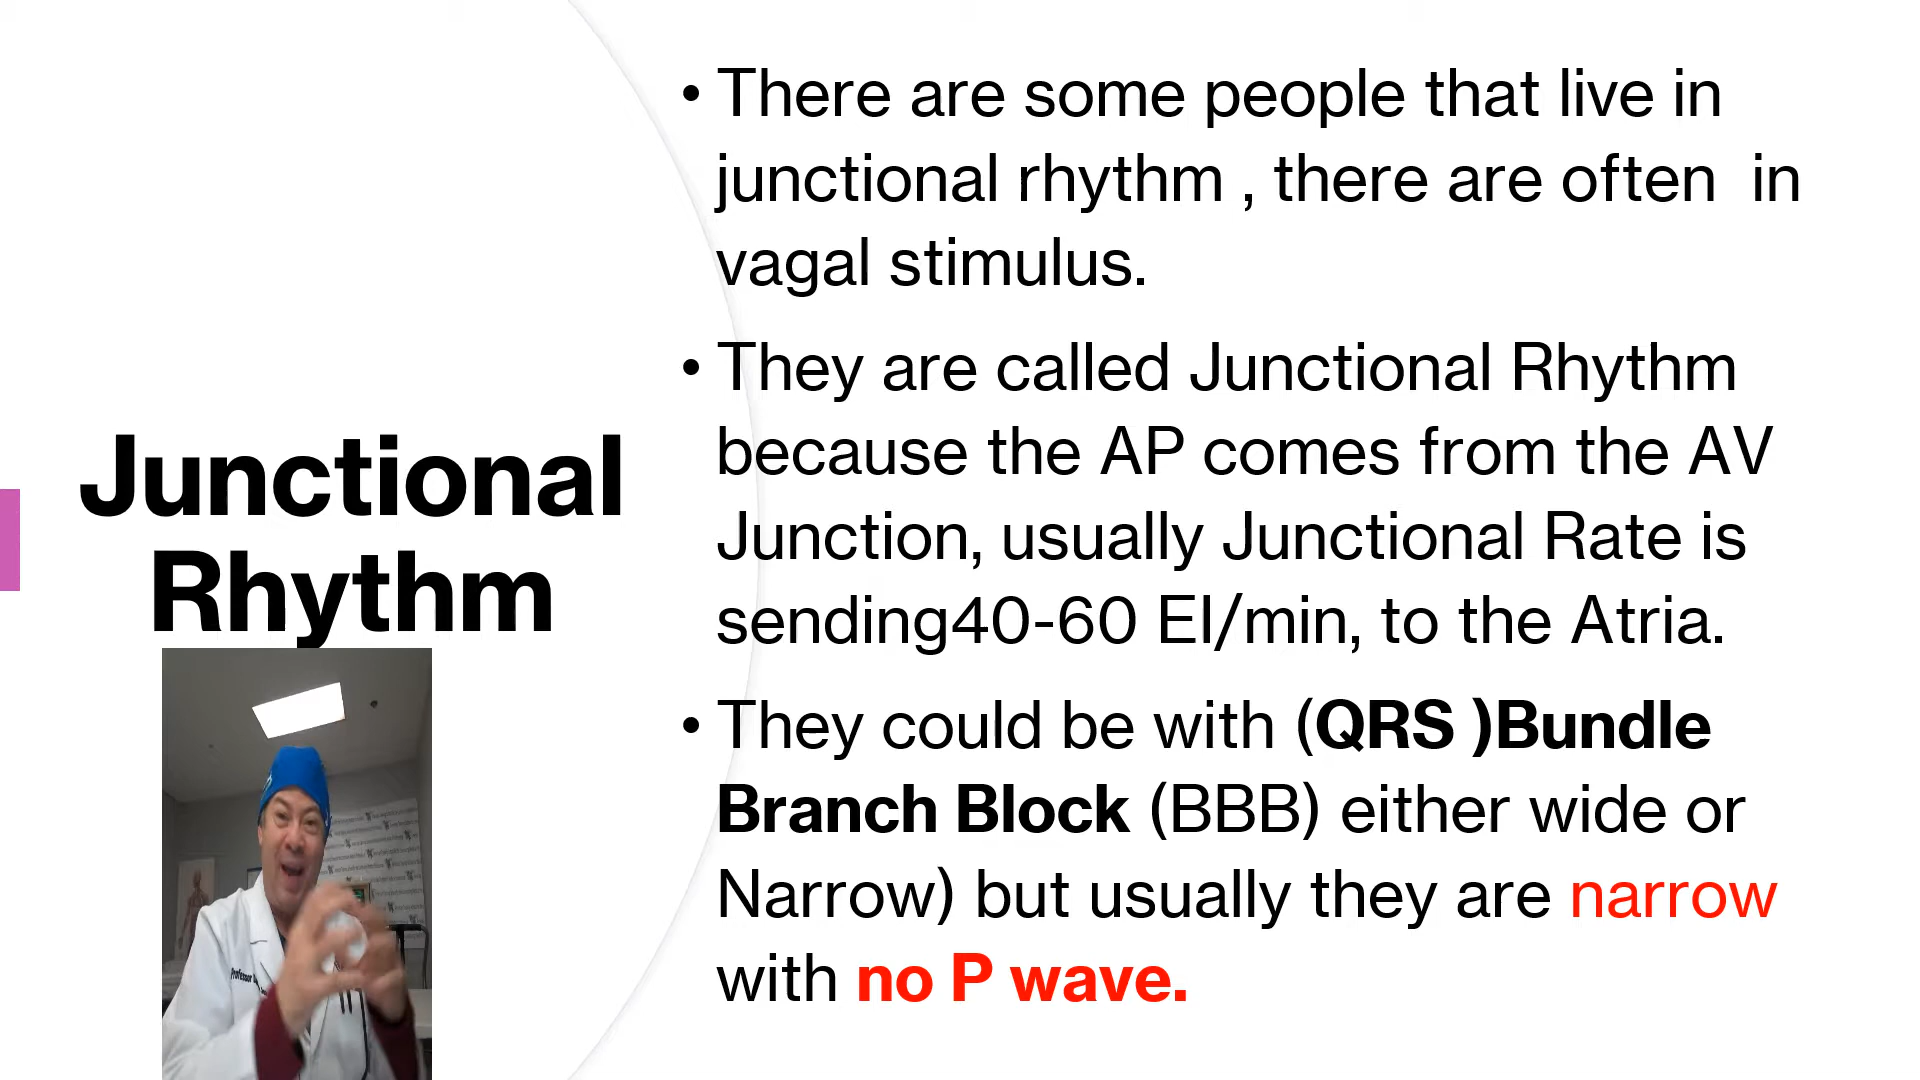 Junctional
Rhythm
• There are some people that live in
junctional rhythm , there are often  in
vagal stimulus.
• They are called Junctional Rhythm
because the AP comes from the AV
Junction, usually Junctional Rate is
sending40-60 EI/min, to the Atria.
• They could be with (QRS )Bundle
Branch Block (BBB) either wide or
Narrow) but usually they are narrow
with no P wave.
Professor